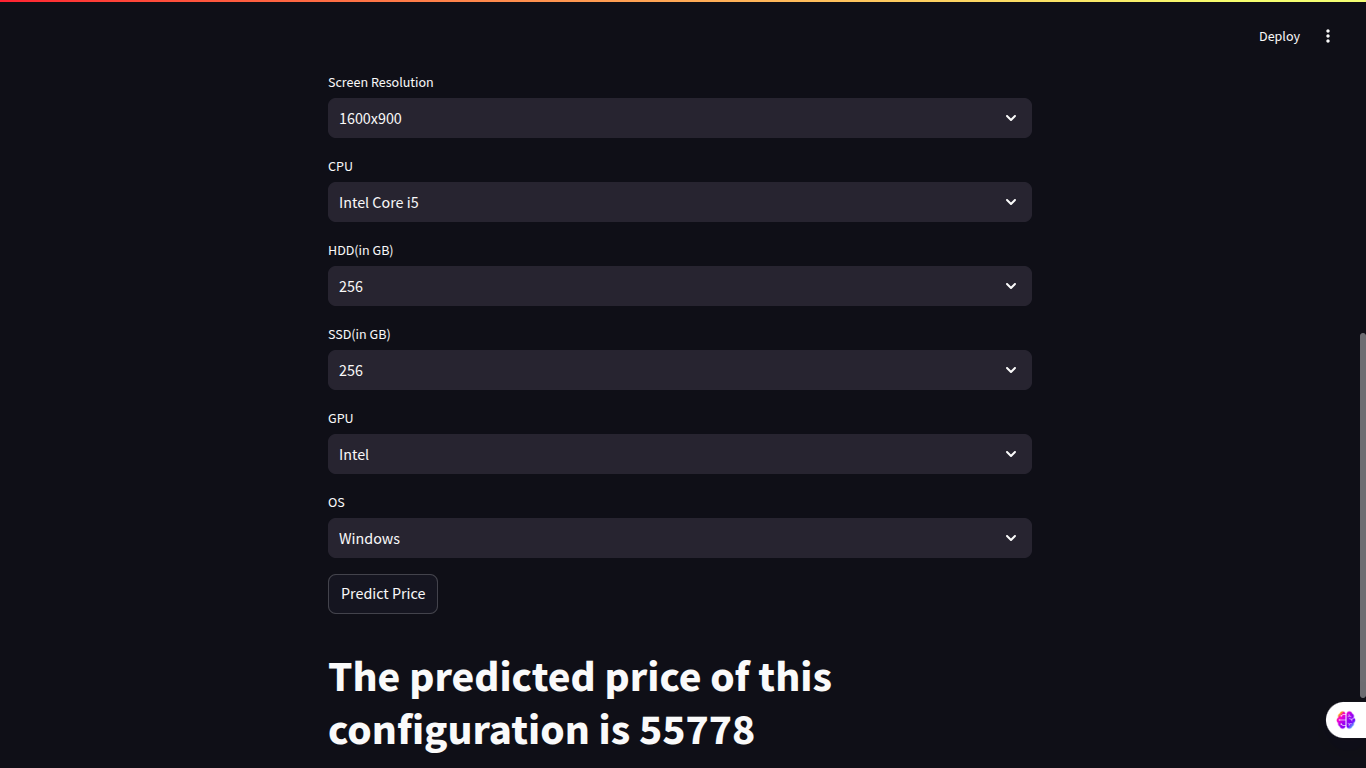 Deploy
Screen Resolution
1600x900
CPU
Intel Core i5
HDD(in GB)
256
SSD(in GB)
256
GPU
Intel
OS
Windows
Predict Price
The predicted price of this
configuration is 55778